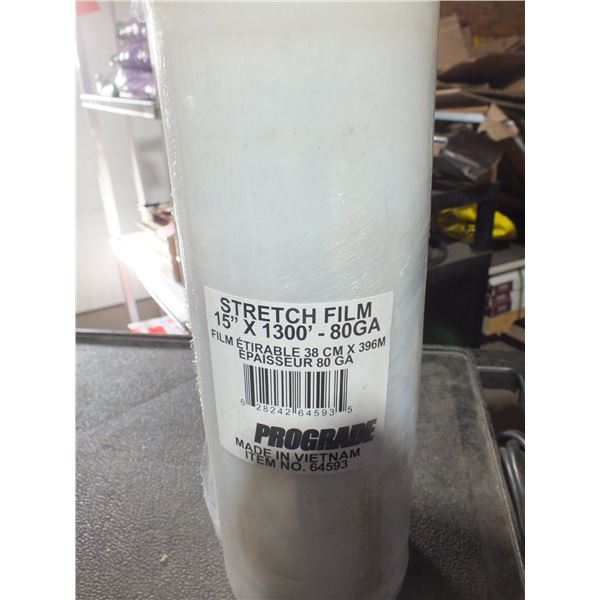 STRETCH FILM
15” X 1300’ - 80GA
FILM ÉTIRABLE 38 CM X 396M
ÉPAISSEUR 80 GA
6 28242 64593 5
PROGRADE
MADE IN VIETNAM
ITEM NO. 64593